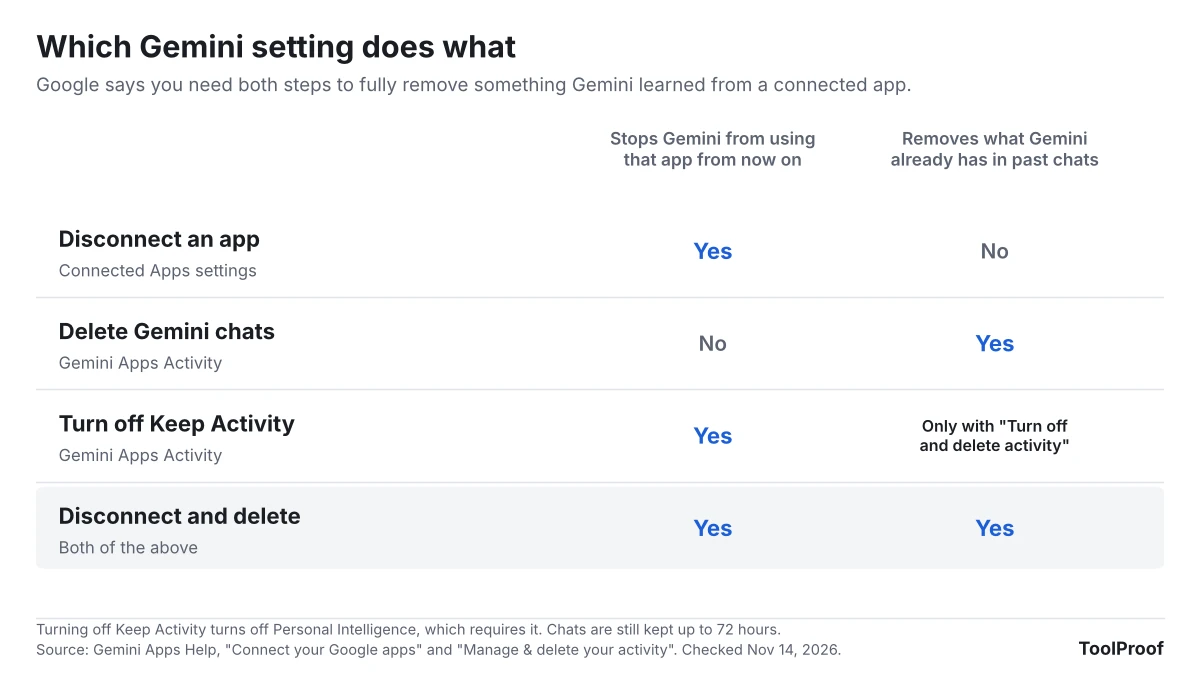 Which Gemini setting does what
Google says you need both steps to fully remove something Gemini learned from a connected app.
Stops Gemini from using
that app from now on
Removes what Gemini
already has in past chats
Disconnect an app
Connected Apps settings
Yes
No
Delete Gemini chats
Gemini Apps Activity
No
Yes
Turn off Keep Activity
Gemini Apps Activity
Yes
Only with "Turn off
and delete activity"
Disconnect and delete
Both of the above
Yes
Yes
Turning off Keep Activity turns off Personal Intelligence, which requires it. Chats are still kept up to 72 hours.
Source: Gemini Apps Help, "Connect your Google apps" and "Manage & delete your activity". Checked Nov 14, 2026.
ToolProof